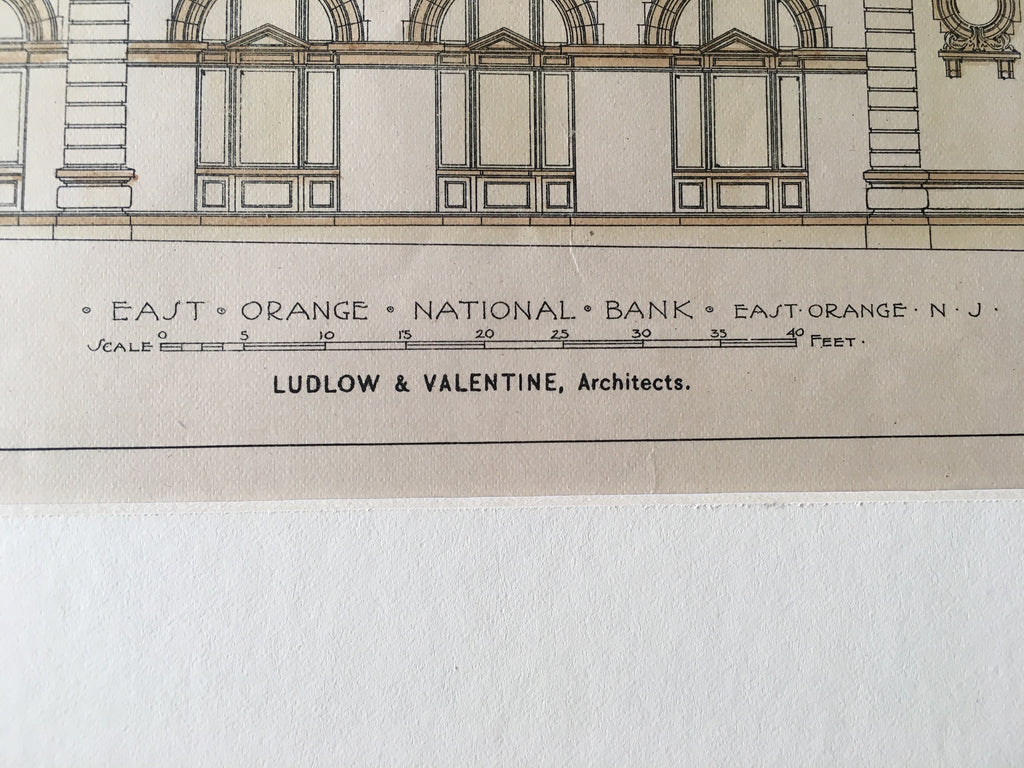 • EAST • ORANGE • NATIONAL • BANK • EAST · ORANGE · N · J ·
0 5 10 15 20 25 30 35 40
SCALE FEET ·
LUDLOW & VALENTINE, Architects.